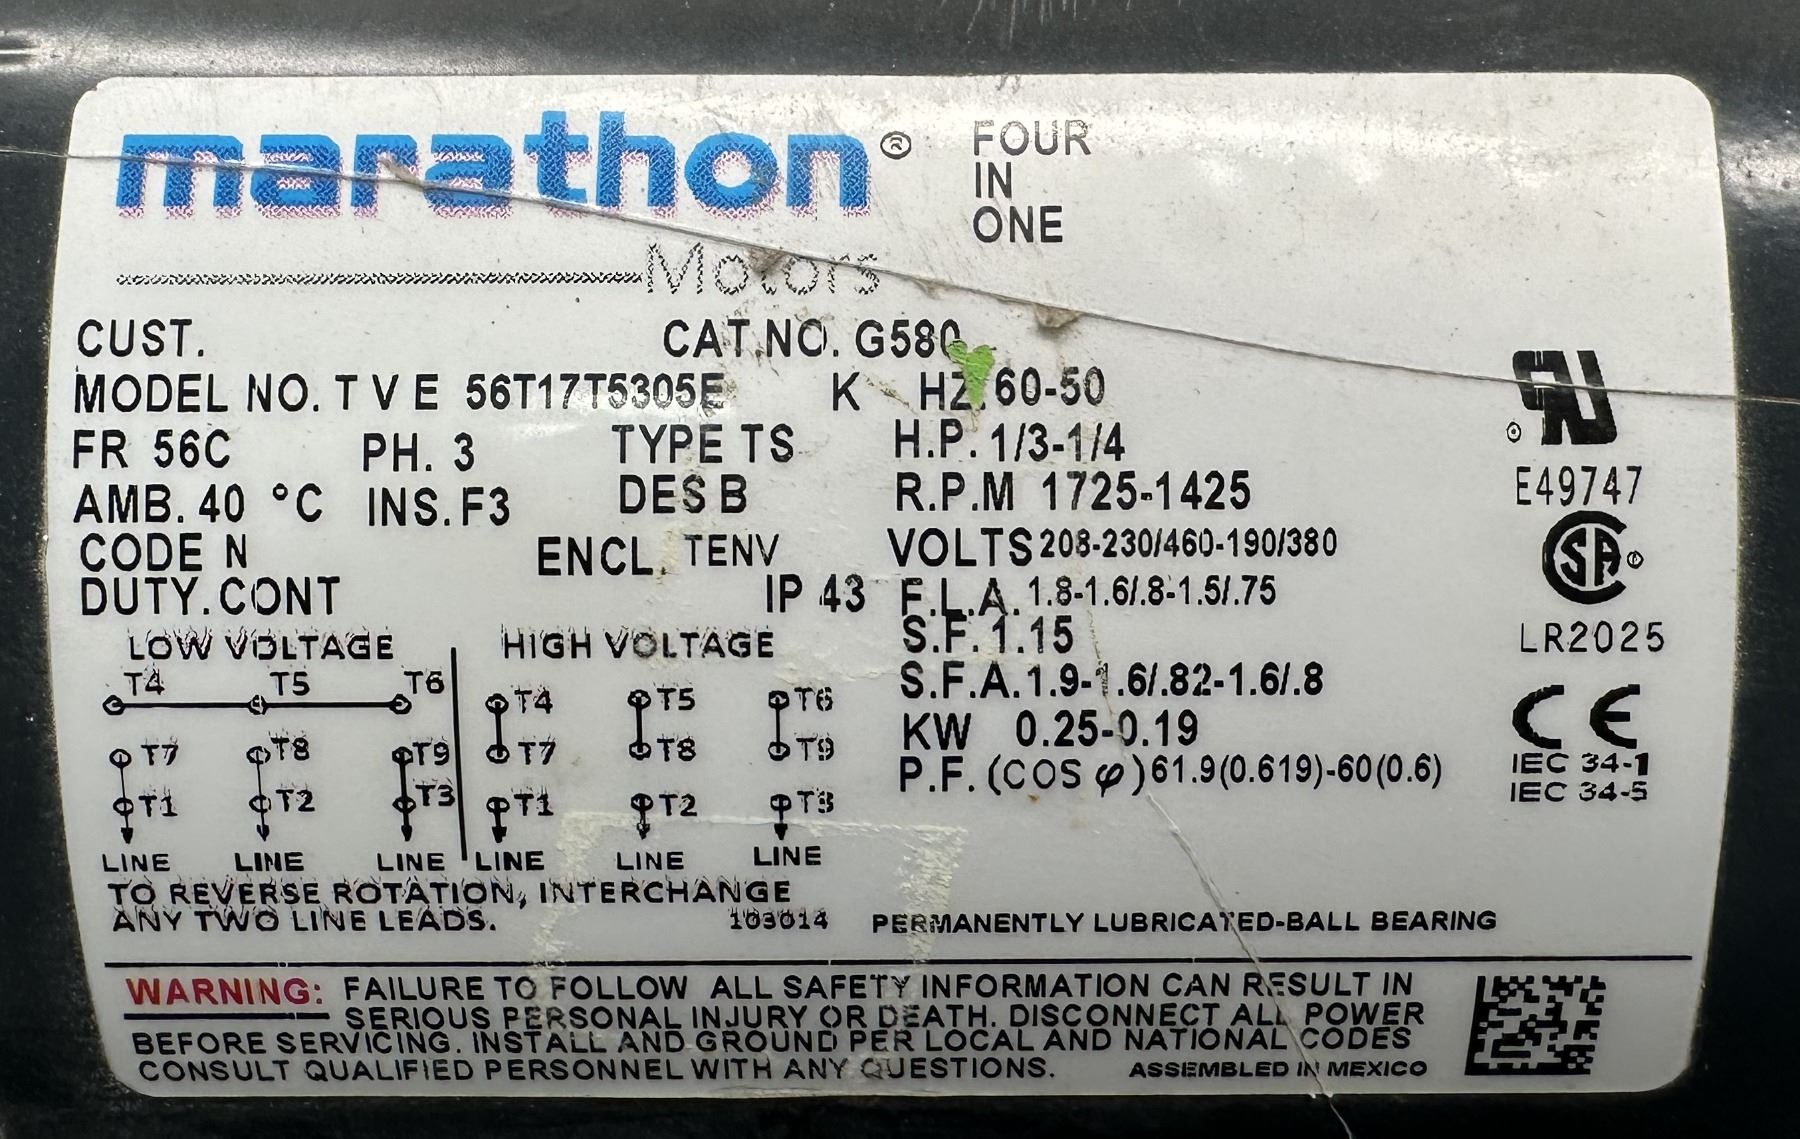 marathon®
Motors
FOUR
IN
ONE
CUST. CAT.NO. G580
MODEL NO. T V E 56T17T5305E K HZ. 60-50
FR 56C PH. 3 TYPE TS H.P. 1/3-1/4
AMB. 40 °C INS. F3 DES B R.P.M 1725-1425
CODE N ENCL. TENV VOLTS 208-230/460-190/380
DUTY. CONT IP 43 F.L.A. 1.8-1.6/.8-1.5/.75
S.F. 1.15
S.F.A. 1.9-1.6/.82-1.6/.8
KW 0.25-0.19
P.F. (COS φ) 61.9(0.619)-60(0.6)
E49747
SA®
LR2025
CE
IEC 34-1
IEC 34-5
LOW VOLTAGE HIGH VOLTAGE
T4 T5 T6 T4 T5 T6
T7 T8 T9 T7 T8 T9
T1 T2 T3 T1 T2 T3
LINE LINE LINE LINE LINE LINE
TO REVERSE ROTATION, INTERCHANGE
ANY TWO LINE LEADS. 103014 PERMANENTLY LUBRICATED-BALL BEARING
WARNING: FAILURE TO FOLLOW ALL SAFETY INFORMATION CAN RESULT IN
SERIOUS PERSONAL INJURY OR DEATH. DISCONNECT ALL POWER
BEFORE SERVICING. INSTALL AND GROUND PER LOCAL AND NATIONAL CODES
CONSULT QUALIFIED PERSONNEL WITH ANY QUESTIONS. ASSEMBLED IN MEXICO